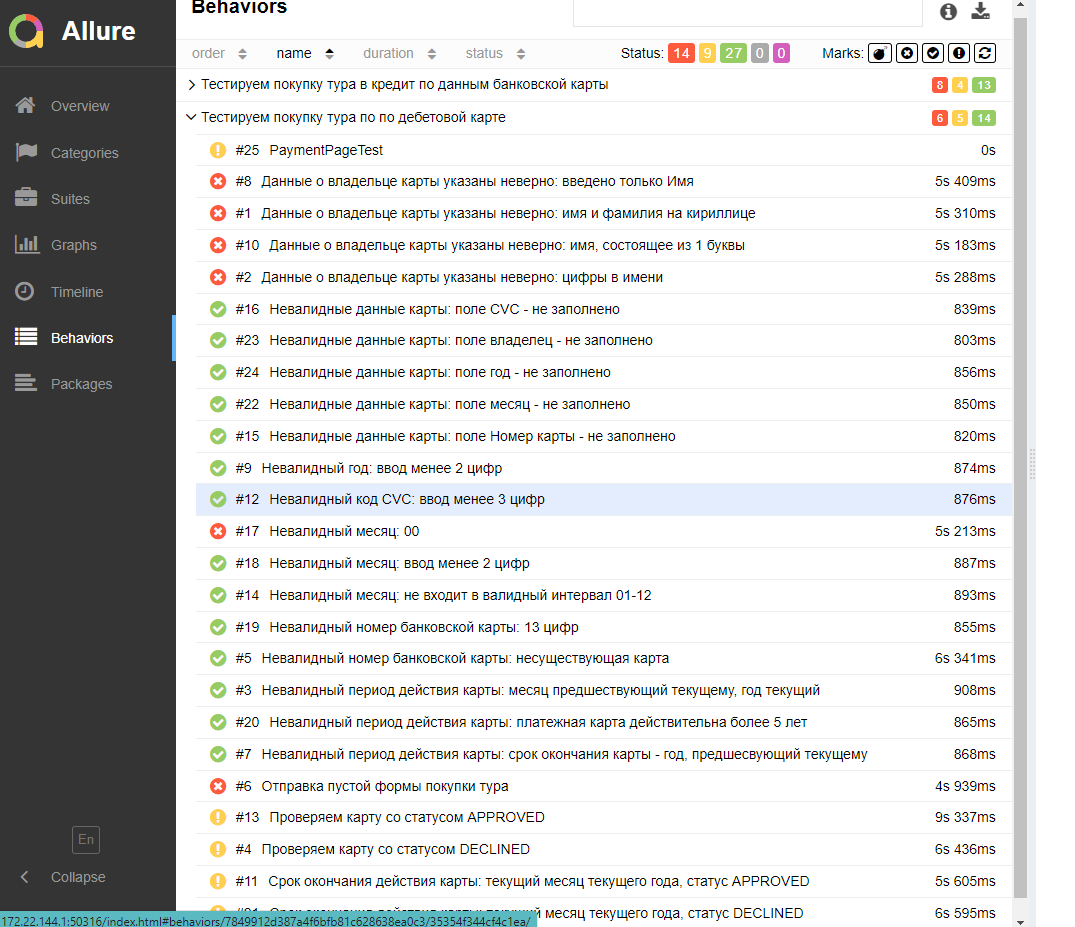 Behaviors
Allure
order name duration status Status: 14 9 27 0 0 Marks:
Тестируем покупку тура в кредит по данным банковской карты 8 4 13
Overview
Тестируем покупку тура по по дебетовой карте 6 5 14
#25 PaymentPageTest 0s
Categories
#8 Данные о владельце карты указаны неверно: введено только Имя 5s 409ms
Suites
#1 Данные о владельце карты указаны неверно: имя и фамилия на кириллице 5s 310ms
Graphs
#10 Данные о владельце карты указаны неверно: имя, состоящее из 1 буквы 5s 183ms
#2 Данные о владельце карты указаны неверно: цифры в имени 5s 288ms
Timeline
#16 Невалидные данные карты: поле CVC - не заполнено 839ms
Behaviors
#23 Невалидные данные карты: поле владелец - не заполнено 803ms
#24 Невалидные данные карты: поле год - не заполнено 856ms
Packages
#22 Невалидные данные карты: поле месяц - не заполнено 850ms
#15 Невалидные данные карты: поле Номер карты - не заполнено 820ms
#9 Невалидный год: ввод менее 2 цифр 874ms
#12 Невалидный код CVC: ввод менее 3 цифр 876ms
#17 Невалидный месяц: 00 5s 213ms
#18 Невалидный месяц: ввод менее 2 цифр 887ms
#14 Невалидный месяц: не входит в валидный интервал 01-12 893ms
#19 Невалидный номер банковской карты: 13 цифр 855ms
#5 Невалидный номер банковской карты: несуществующая карта 6s 341ms
#3 Невалидный период действия карты: месяц предшествующий текущему, год текущий 908ms
#20 Невалидный период действия карты: платежная карта действительна более 5 лет 865ms
#7 Невалидный период действия карты: срок окончания карты - год, предшесвующий текущему 868ms
#6 Отправка пустой формы покупки тура 4s 939ms
#13 Проверяем карту со статусом APPROVED 9s 337ms
En
#4 Проверяем карту со статусом DECLINED 6s 436ms
Collapse
#11 Срок окончания действия карты: текущий месяц текущего года, статус APPROVED 5s 605ms
месяц текущего года, статус DECLINED 6s 595ms
172.22.144.1:50316/index.html#behaviors/7849912d387a4f6bfb81c628638ea0c3/35354f344cf4c1ea/